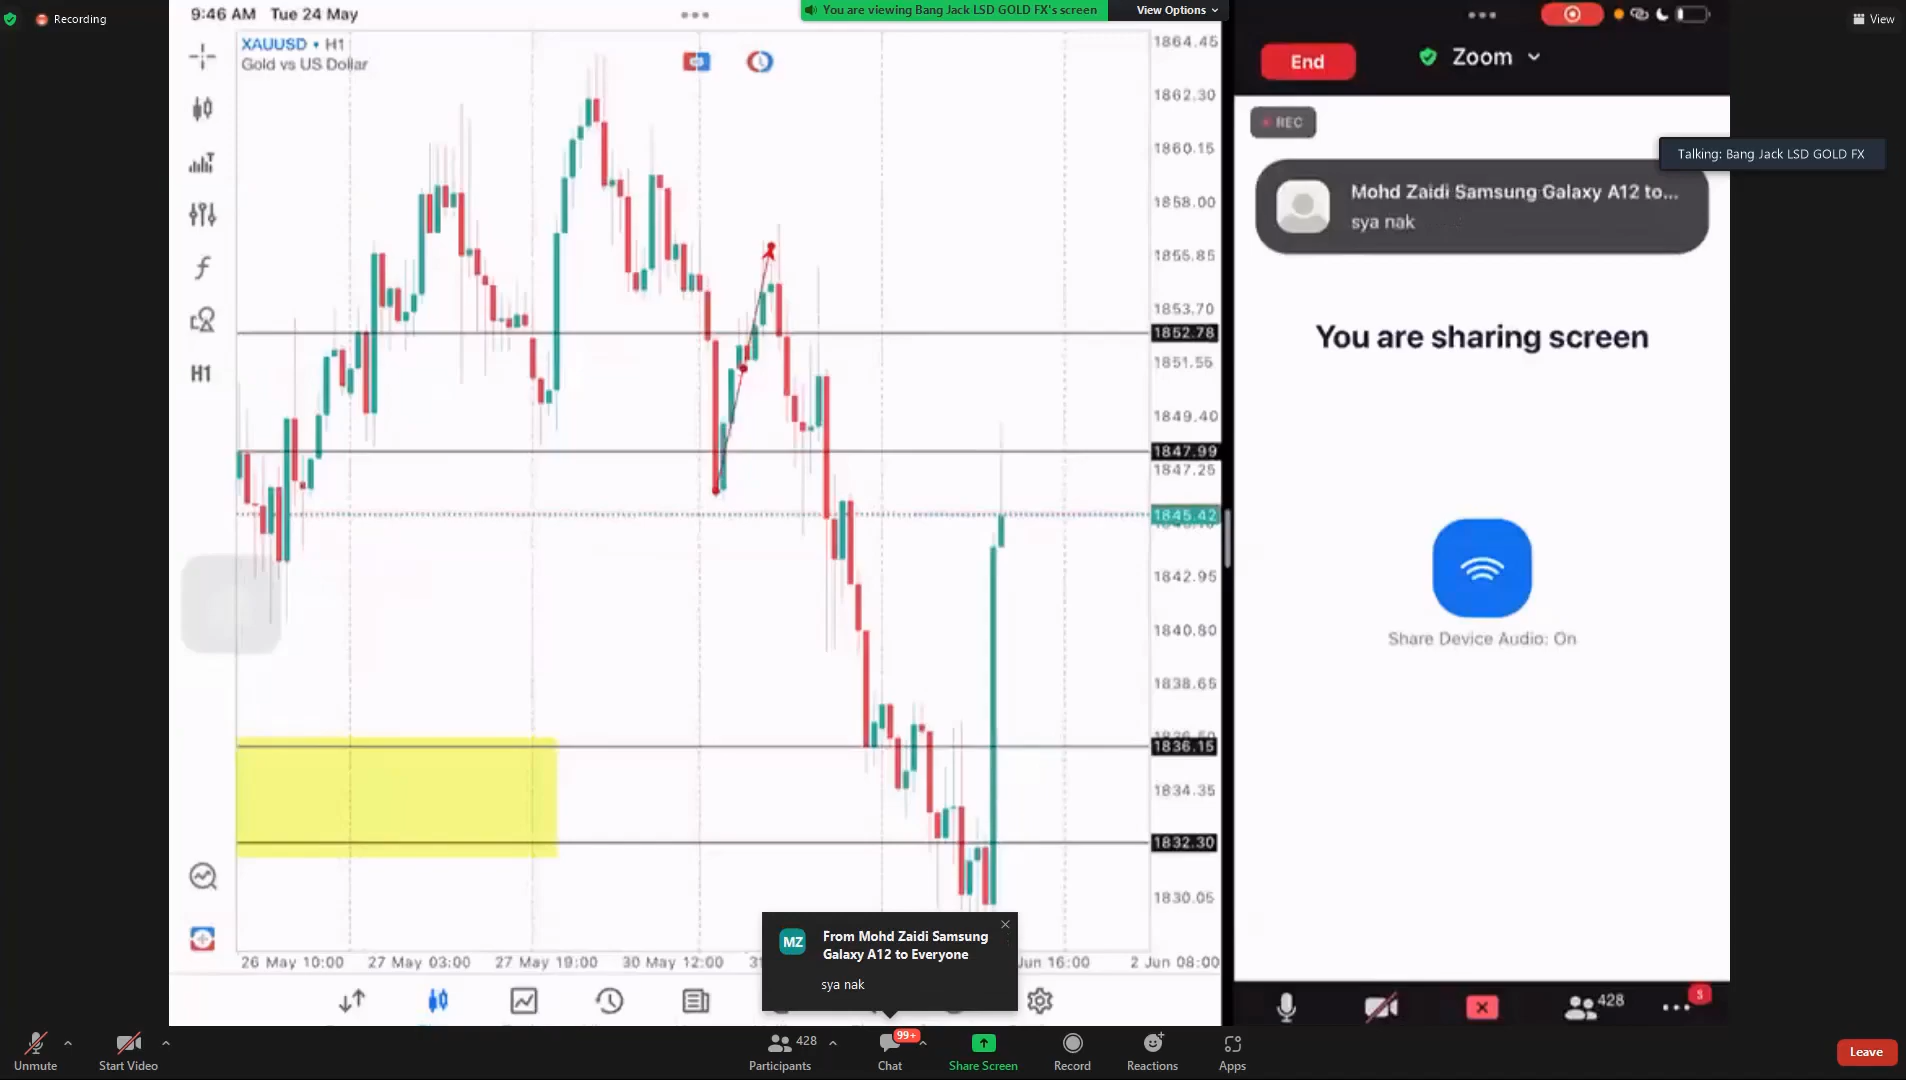 Recording
9:46 AM Tue 24 May
You are viewing Bang Jack LSD GOLD FX's screen
View Options
View
XAUUSD • H1
Gold vs US Dollar
H1
1864.45
1862.30
1860.15
1858.00
1855.85
1853.70
1852.78
1851.55
1849.40
1847.99
1847.25
1845.42
1842.95
1840.80
1838.65
1836.15
1834.35
1832.30
1830.05
26 May 10:00
27 May 03:00
27 May 19:00
30 May 12:00
Jun 16:00
2 Jun 08:00
End
Zoom
REC
Talking: Bang Jack LSD GOLD FX
Mohd Zaidi Samsung Galaxy A12 to...
sya nak
You are sharing screen
Share Device Audio: On
428
MZ
From Mohd Zaidi Samsung
Galaxy A12 to Everyone
sya nak
Unmute
Start Video
428
Participants
99+
Chat
Share Screen
Record
Reactions
Apps
Leave